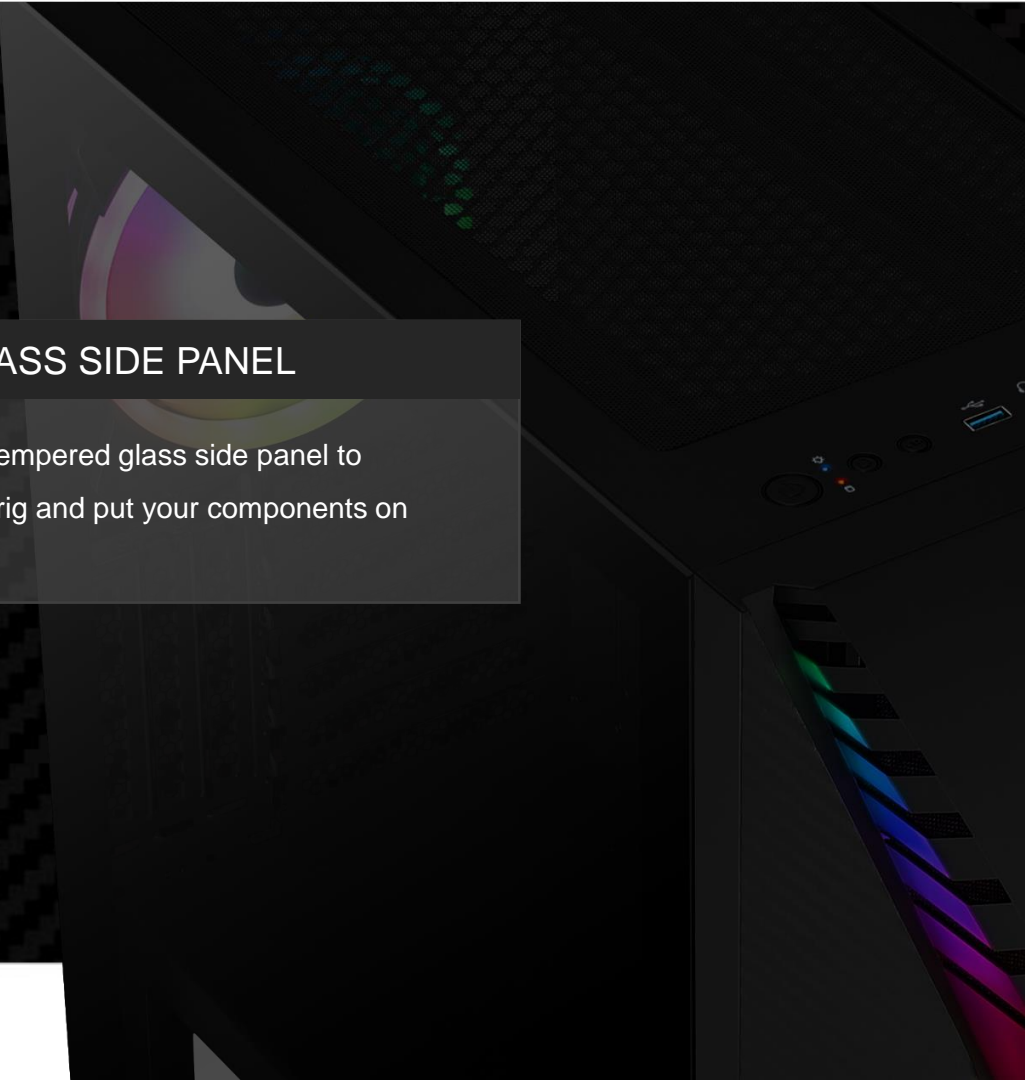 ASS SIDE PANEL
empered glass side panel to
rig and put your components on